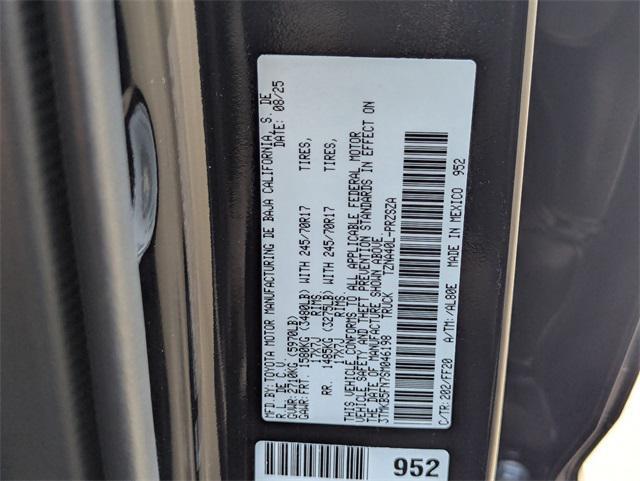 MFD.BY: TOYOTA MOTOR MANUFACTURING DE BAJA CALIFORNIA, S. DE
R. L. DE C.V. DATE: 08/25
GVWR: 2710KG (5970LB)
GAWR: FRT. 1580KG (3480LB) WITH 245/70R17 TIRES,
17X7J RIMS
RR. 1485KG (3275LB) WITH 245/70R17 TIRES,
17X7J RIMS
THIS VEHICLE CONFORMS TO ALL APPLICABLE FEDERAL MOTOR
VEHICLE SAFETY AND THEFT PREVENTION STANDARDS IN EFFECT ON
THE DATE OF MANUFACTURE SHOWN ABOVE.
3TMKB5FN7SM046198 TRUCK TZNA40L-PRZSZA
C/TR: 202/FF20 A/TM: /AL80E MADE IN MEXICO 952
952